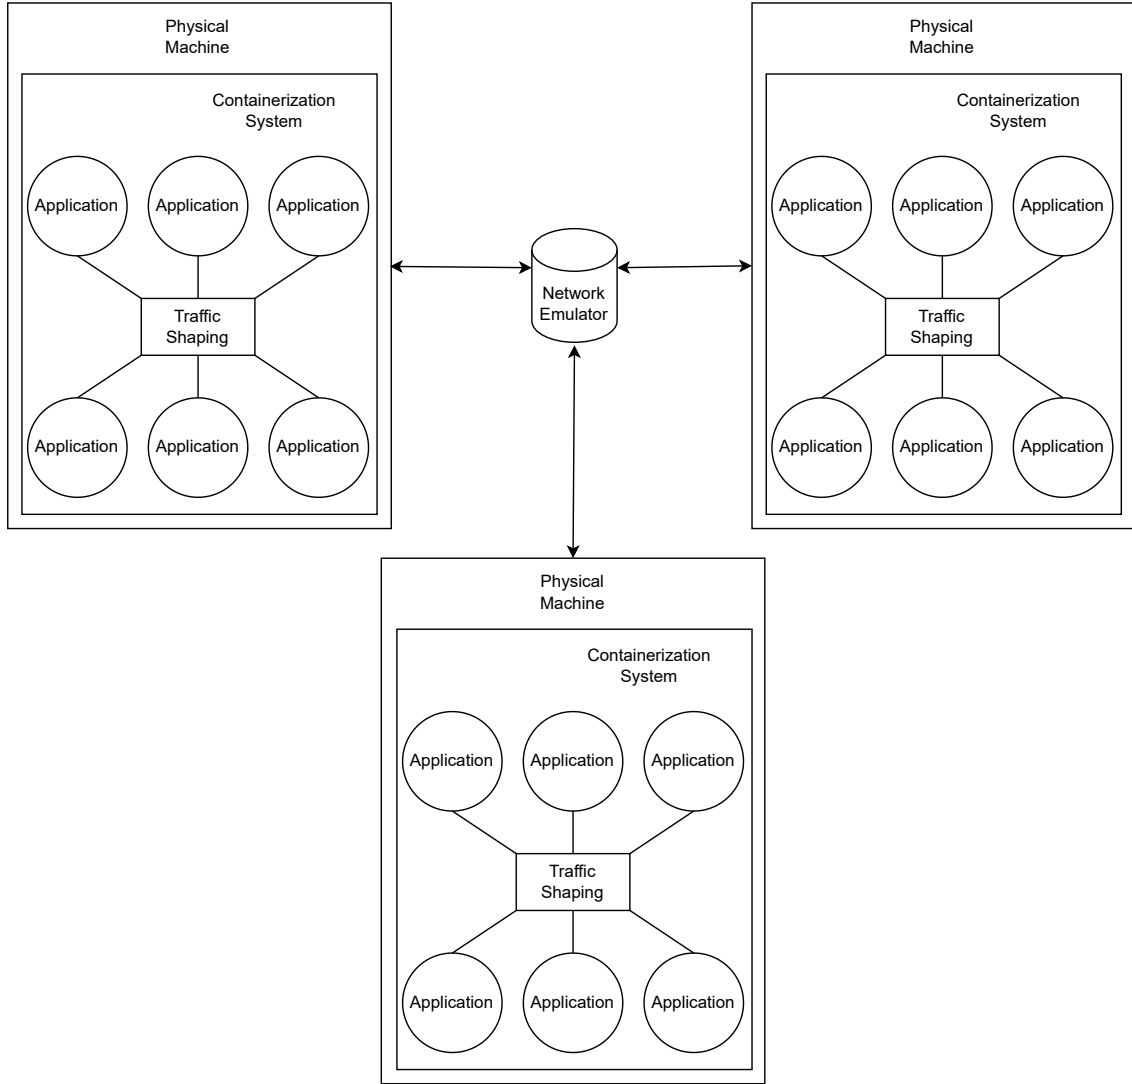 Physical
Machine
Containerization
System
Application
Application
Application
Traffic
Shaping
Application
Application
Application
Network
Emulator
Physical
Machine
Containerization
System
Application
Application
Application
Traffic
Shaping
Application
Application
Application
Physical
Machine
Containerization
System
Application
Application
Application
Traffic
Shaping
Application
Application
Application